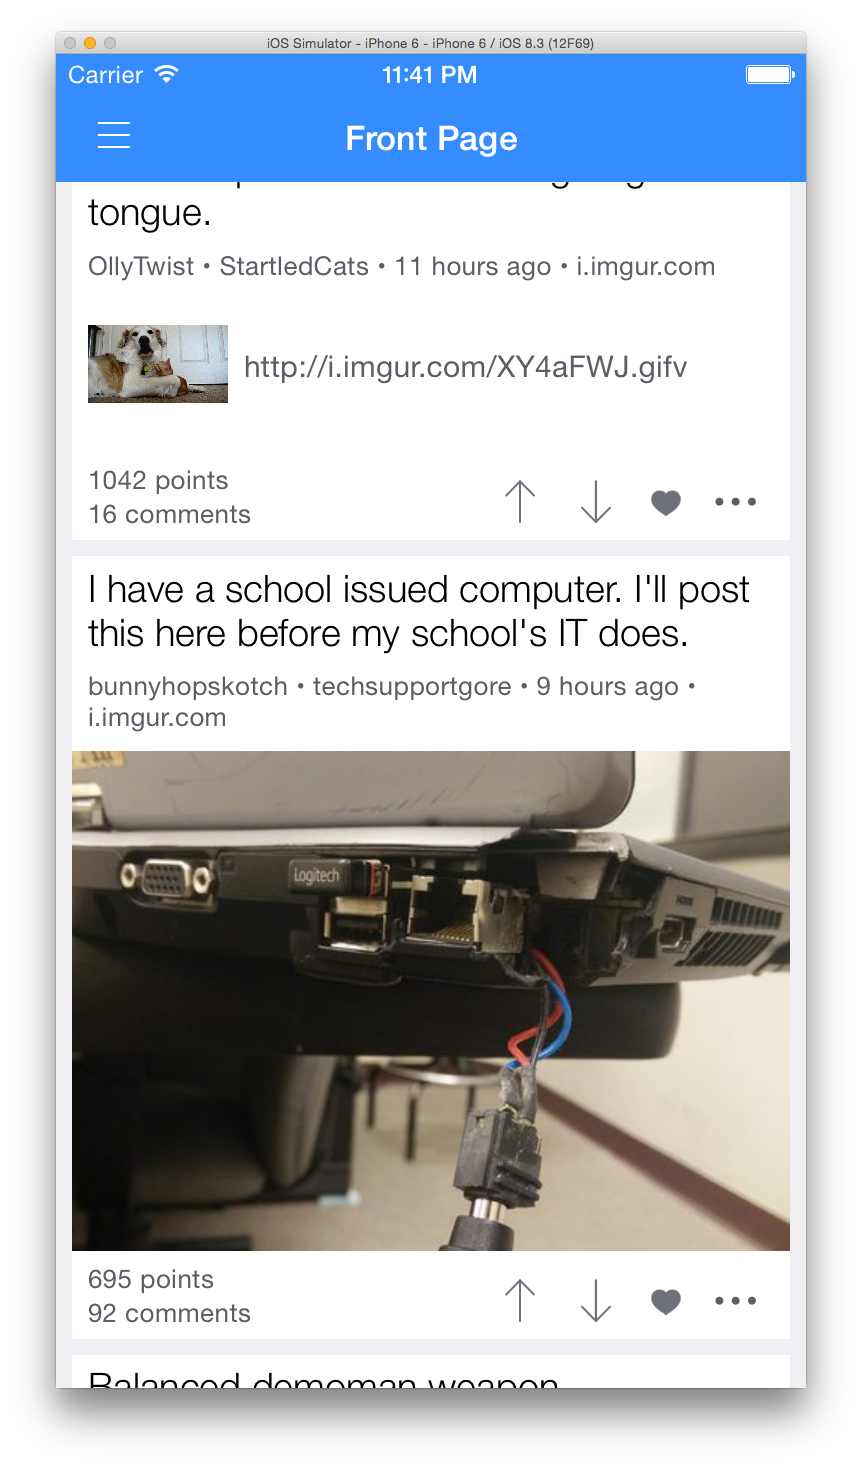 iOS Simulator - iPhone 6 - iPhone 6 / iOS 8.3 (12F69)
Carrier 11:41 PM
Front Page
tongue.
OllyTwist • StartledCats • 11 hours ago • i.imgur.com
http://i.imgur.com/XY4aFWJ.gifv
1042 points
16 comments
I have a school issued computer. I'll post
this here before my school's IT does.
bunnyhopskotch • techsupportgore • 9 hours ago •
i.imgur.com
Logitech
HDMI
695 points
92 comments
Balanced demoman weapon